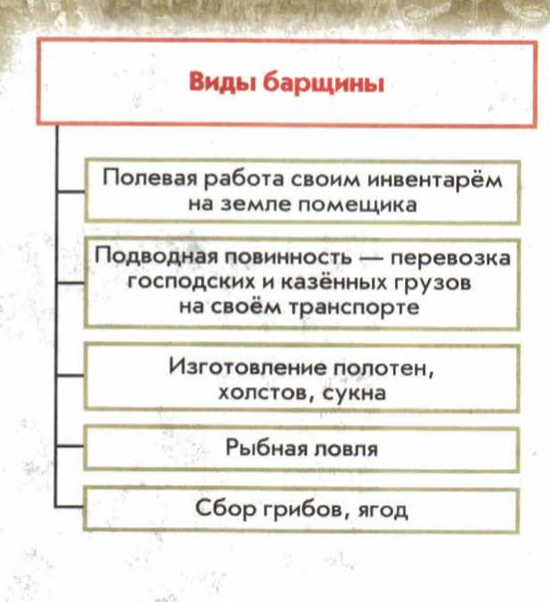 Виды барщины
Полевая работа своим инвентарём
на земле помещика
Подводная повинность — перевозка
господских и казённых грузов
на своём транспорте
Изготовление полотен,
холстов, сукна
Рыбная ловля
Сбор грибов, ягод